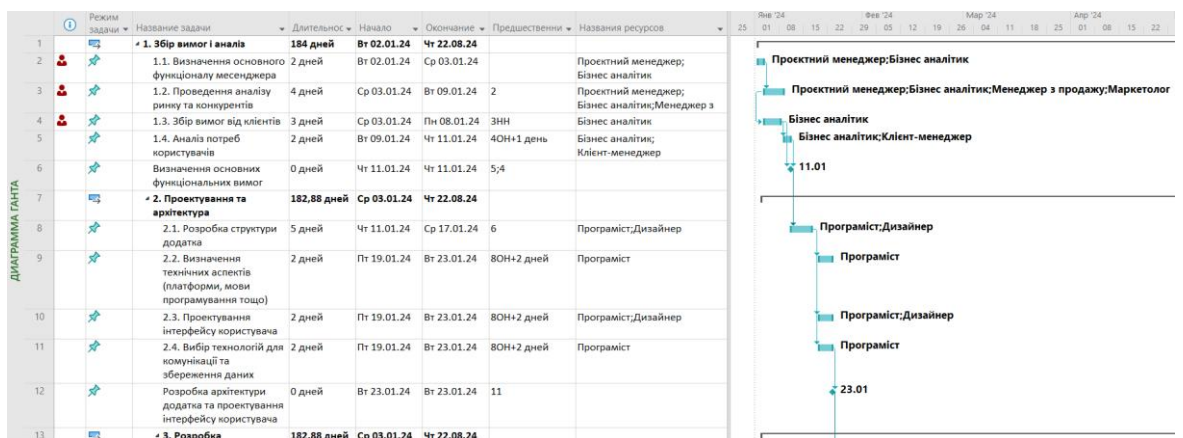 ДИАГРАММА ГАНТА
Режим задачи
Название задачи
Длительнос
Начало
Окончание
Предшественни
Названия ресурсов
Янв '24
Фев '24
Мар '24
Апр '24
25 01 08 15 22 29 05 12 19 26 04 11 18 25 01 08 15 22
1 1. Збір вимог і аналіз 184 дней Вт 02.01.24 Чт 22.08.24
2 1.1. Визначення основного 2 дней Вт 02.01.24 Ср 03.01.24 Проєктний менеджер;
функціоналу месенджера Бізнес аналітик
3 1.2. Проведення аналізу 4 дней Ср 03.01.24 Вт 09.01.24 2 Проєктний менеджер;
ринку та конкурентів Бізнес аналітик;Менеджер з
4 1.3. Збір вимог від клієнтів 3 дней Ср 03.01.24 Пн 08.01.24 3НН Бізнес аналітик
5 1.4. Аналіз потреб 2 дней Вт 09.01.24 Чт 11.01.24 4ОН+1 день Бізнес аналітик;
користувачів Клієнт-менеджер
6 Визначення основних 0 дней Чт 11.01.24 Чт 11.01.24 5;4
функціональних вимог
7 2. Проектування та 182,88 дней Ср 03.01.24 Чт 22.08.24
архітектура
8 2.1. Розробка структури 5 дней Чт 11.01.24 Ср 17.01.24 6 Програміст;Дизайнер
додатка
9 2.2. Визначення 2 дней Пт 19.01.24 Вт 23.01.24 8ОН+2 дней Програміст
технічних аспектів
(платформи, мови
програмування тощо)
10 2.3. Проектування 2 дней Пт 19.01.24 Вт 23.01.24 8ОН+2 дней Програміст;Дизайнер
інтерфейсу користувача
11 2.4. Вибір технологій для 2 дней Пт 19.01.24 Вт 23.01.24 8ОН+2 дней Програміст
комунікації та
збереження даних
12 Розробка архітектури 0 дней Вт 23.01.24 Вт 23.01.24 11
додатка та проектування
інтерфейсу користувача
13 3. Розробка 182,88 дней Ср 03.01.24 Чт 22.08.24
Проєктний менеджер;Бізнес аналітик
Проєктний менеджер;Бізнес аналітик;Менеджер з продажу;Маркетолог
Бізнес аналітик
Бізнес аналітик;Клієнт-менеджер
11.01
Програміст;Дизайнер
Програміст
Програміст;Дизайнер
Програміст
23.01